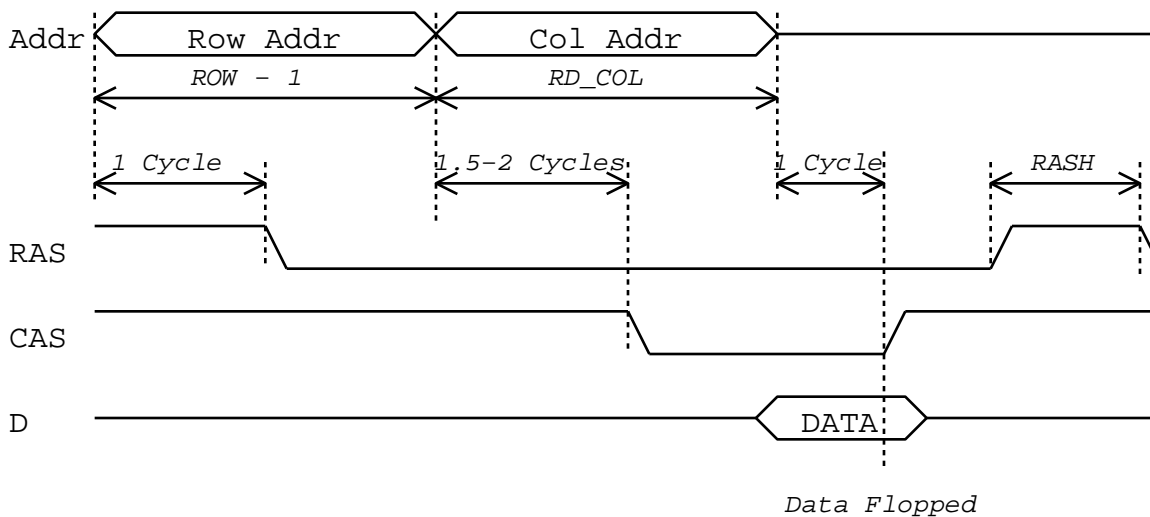 Addr Row Addr Col Addr
ROW - 1 RD_COL
1 Cycle 1.5-2 Cycles 1 Cycle RASH
RAS
CAS
D DATA
Data Flopped